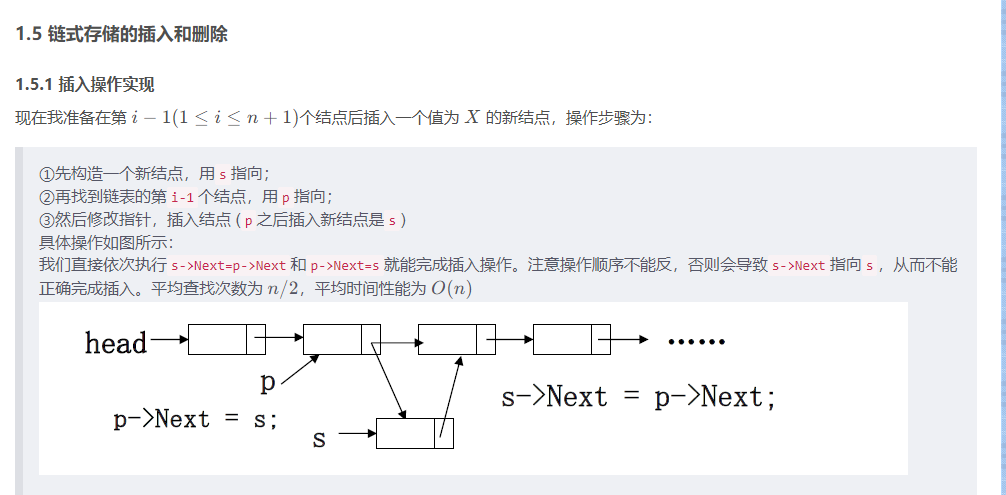 1.5 链式存储的插入和删除
1.5.1 插入操作实现
现在我准备在第 i − 1(1 ≤ i ≤ n + 1)个结点后插入一个值为 X 的新结点，操作步骤为：
①先构造一个新结点，用 s 指向；
②再找到链表的第 i-1 个结点，用 p 指向；
③然后修改指针，插入结点 ( p 之后插入新结点是 s )
具体操作如图所示：
我们直接依次执行 s->Next=p->Next 和 p->Next=s 就能完成插入操作。注意操作顺序不能反，否则会导致 s->Next 指向 s ，从而不能
正确完成插入。平均查找次数为 n/2，平均时间性能为 O(n)
head
......
p
s->Next = p->Next;
p->Next = s;
s